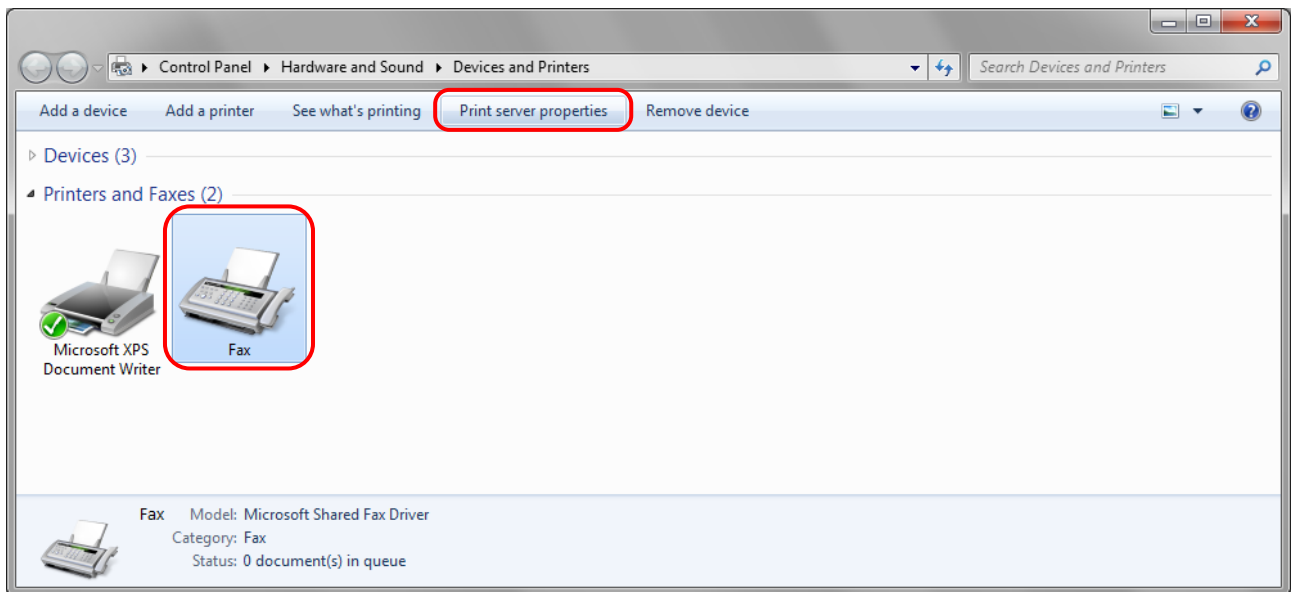 Control Panel Hardware and Sound Devices and Printers Search Devices and Printers
Add a device Add a printer See what's printing Print server properties Remove device
Devices (3)
Printers and Faxes (2)
Microsoft XPS
Document Writer
Fax
Fax Model: Microsoft Shared Fax Driver
Category: Fax
Status: 0 document(s) in queue